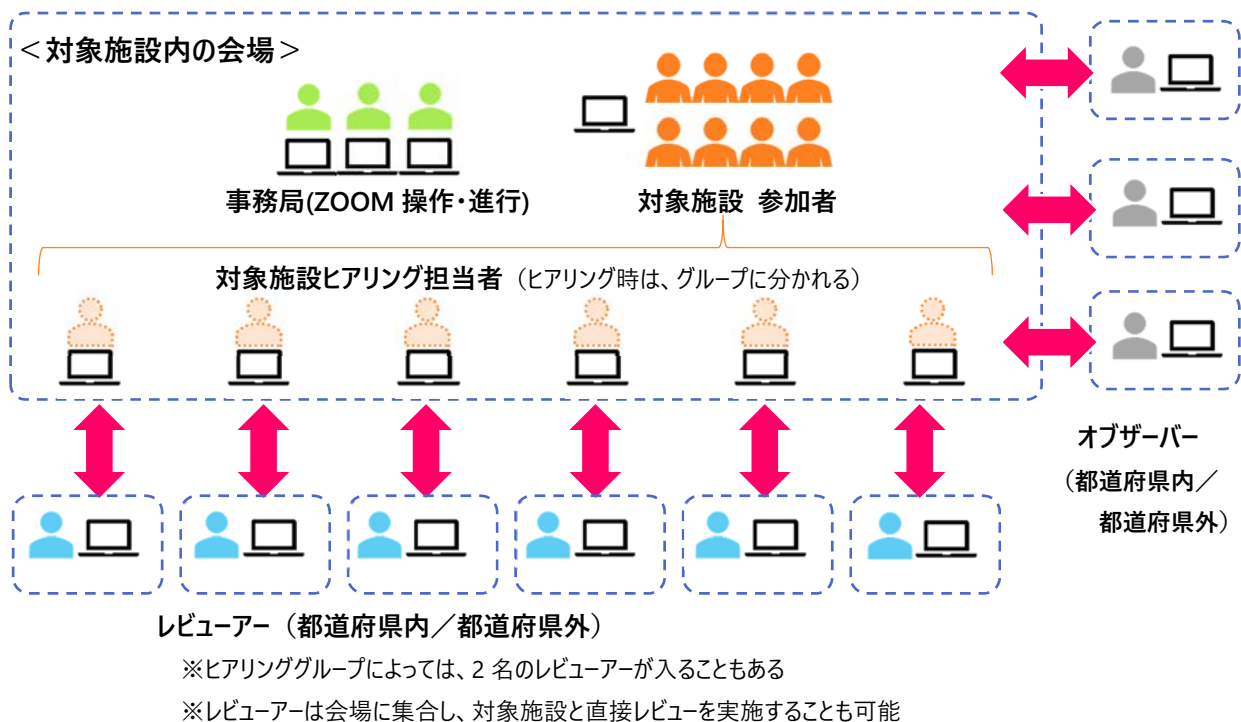 ＜対象施設内の会場＞
事務局(ZOOM 操作・進行)
対象施設 参加者
対象施設ヒアリング担当者（ヒアリング時は、グループに分かれる）
オブザーバー
（都道府県内／
都道府県外）
レビューアー（都道府県内／都道府県外）
※ヒアリンググループによっては、2 名のレビューアーが入ることもある
※レビューアーは会場に集合し、対象施設と直接レビューを実施することも可能